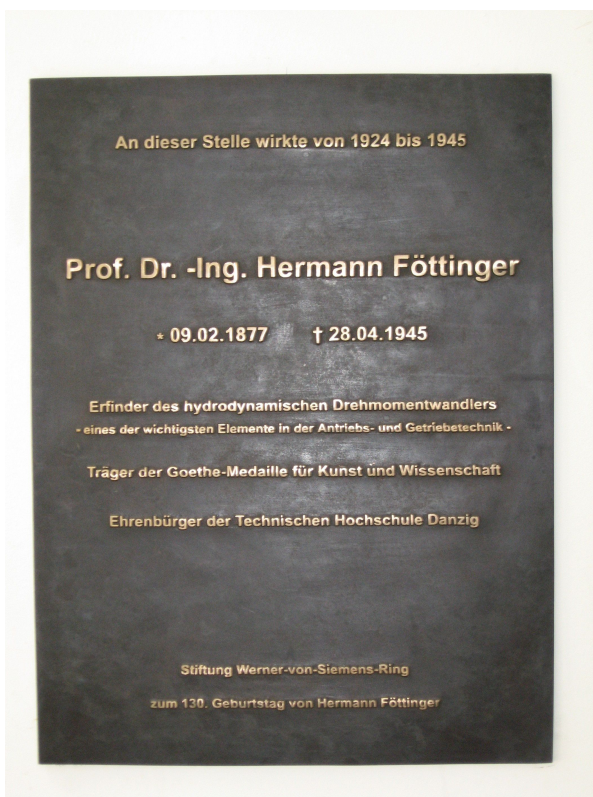 An dieser Stelle wirkte von 1924 bis 1945
Prof. Dr. -Ing. Hermann Föttinger
* 09.02.1877 † 28.04.1945
Erfinder des hydrodynamischen Drehmomentwandlers
- eines der wichtigsten Elemente in der Antriebs- und Getriebetechnik -
Träger der Goethe-Medaille für Kunst und Wissenschaft
Ehrenbürger der Technischen Hochschule Danzig
Stiftung Werner-von-Siemens-Ring
zum 130. Geburtstag von Hermann Föttinger